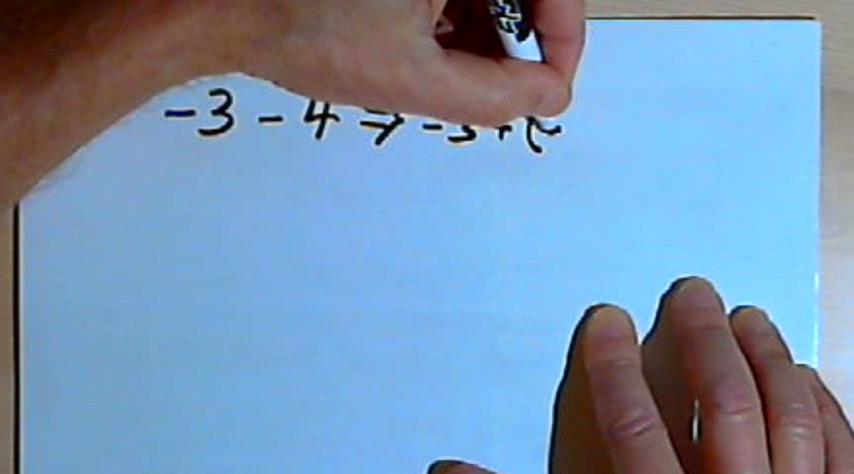 -3 - 4 → -3 + (-